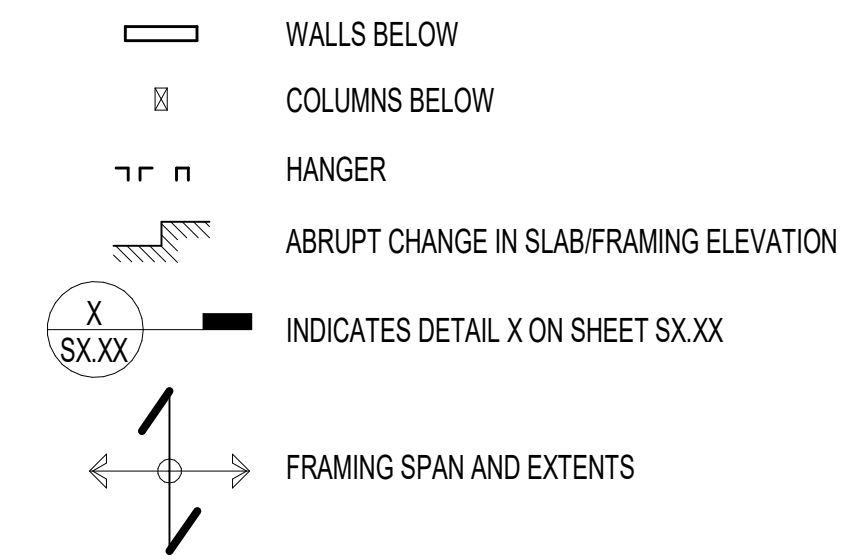 WALLS BELOW
COLUMNS BELOW
HANGER
ABRUPT CHANGE IN SLAB/FRAMING ELEVATION
X
SX.XX
INDICATES DETAIL X ON SHEET SX.XX
FRAMING SPAN AND EXTENTS